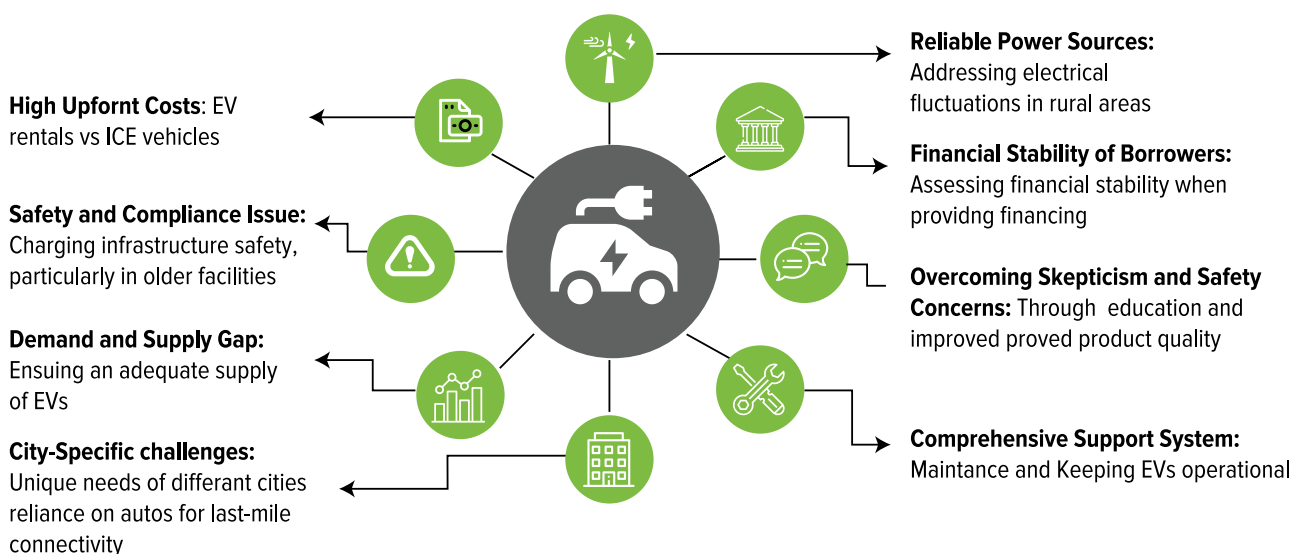 High Upfornt Costs: EV
rentals vs ICE vehicles
Safety and Compliance Issue:
Charging infrastructure safety,
particularly in older facilities
Demand and Supply Gap:
Ensuing an adequate supply
of EVs
City-Specific challenges:
Unique needs of differant cities
reliance on autos for last-mile
connectivity
Reliable Power Sources:
Addressing electrical
fluctuations in rural areas
Financial Stability of Borrowers:
Assessing financial stability when
providng financing
Overcoming Skepticism and Safety
Concerns: Through education and
improved proved product quality
Comprehensive Support System:
Maintance and Keeping EVs operational